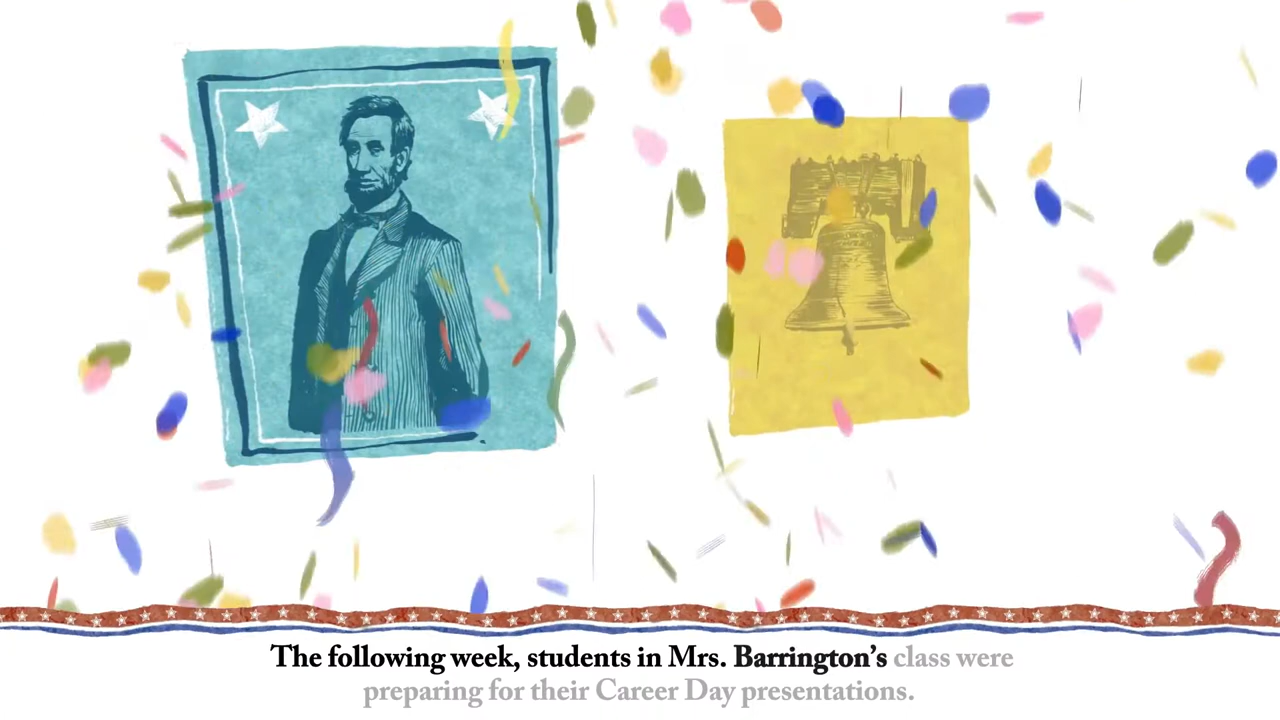 The following week, students in Mrs. Barrington’s class were
preparing for their Career Day presentations.